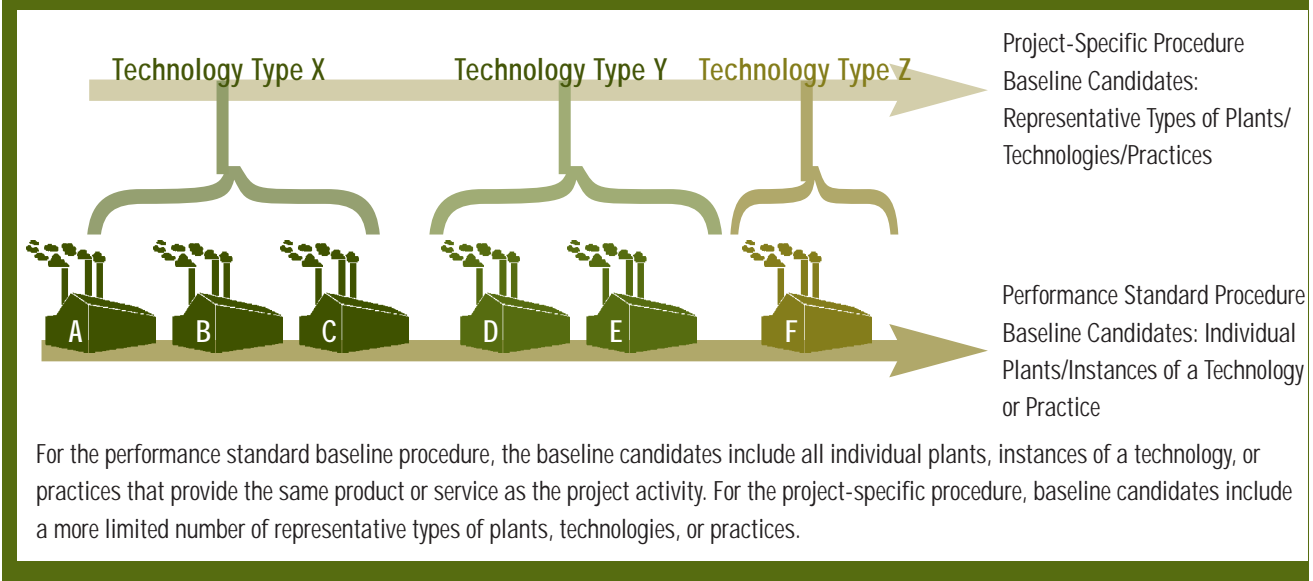 Technology Type X
Technology Type Y
Technology Type Z
Project-Specific Procedure
Baseline Candidates:
Representative Types of Plants/
Technologies/Practices
A
B
C
D
E
F
Performance Standard Procedure
Baseline Candidates: Individual
Plants/Instances of a Technology
or Practice
For the performance standard baseline procedure, the baseline candidates include all individual plants, instances of a technology, or
practices that provide the same product or service as the project activity. For the project-specific procedure, baseline candidates include
a more limited number of representative types of plants, technologies, or practices.